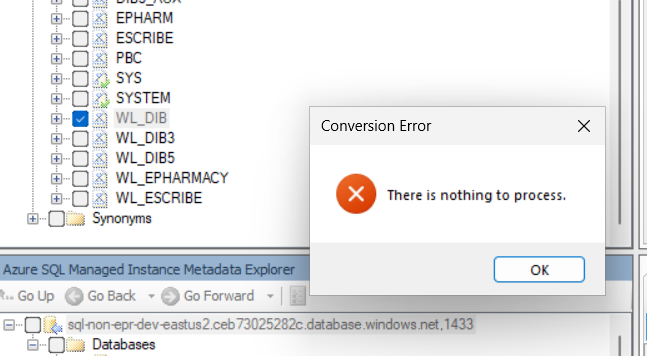 EPHARM
ESCRIBE
PBC
SYS
SYSTEM
WL_DIB
WL_DIB3
WL_DIB5
WL_EPHARMACY
WL_ESCRIBE
Synonyms
Conversion Error
There is nothing to process.
OK
Azure SQL Managed Instance Metadata Explorer
Go Up Go Back Go Forward
sql-non-epr-dev-eastus2.ceb73025282c.database.windows.net,1433
Databases